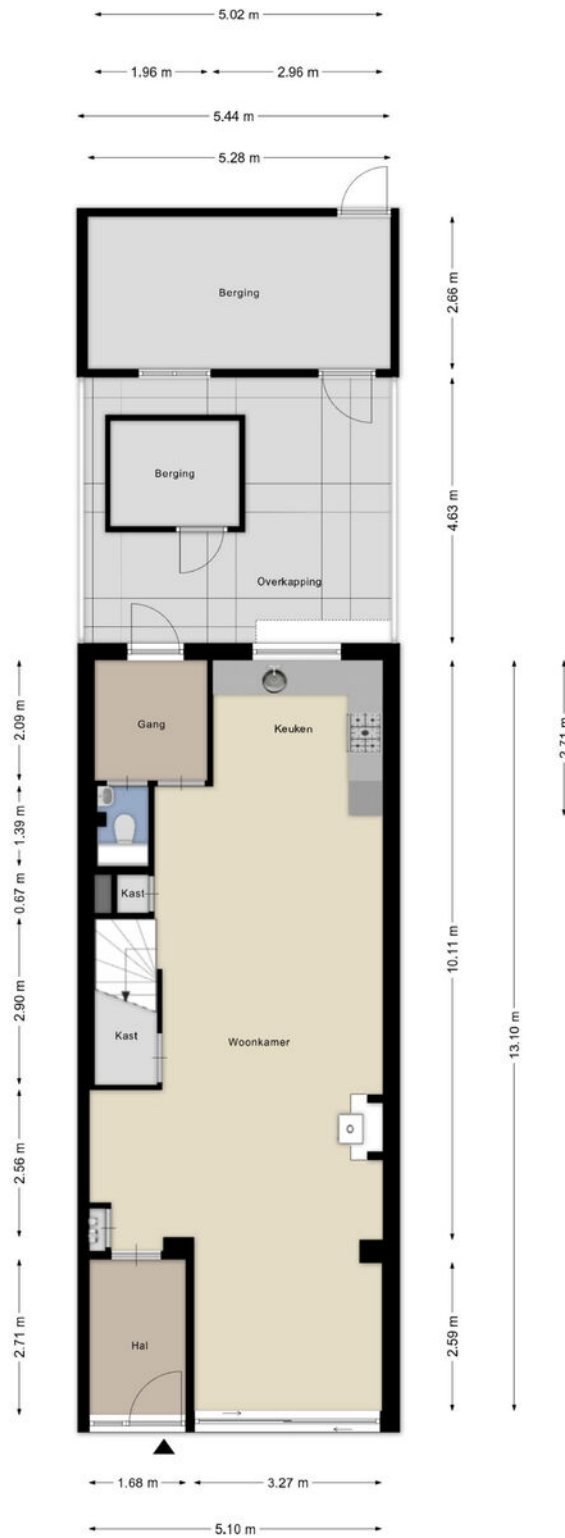 5.02 m
1.96 m
2.96 m
5.44 m
5.28 m
Berging
2.66 m
Berging
4.63 m
Overkapping
2.09 m
Gang
Keuken
2.71 m
1.39 m
0.67 m
Kast
10.11 m
2.90 m
Kast
Woonkamer
13.10 m
2.56 m
2.71 m
Hal
2.59 m
1.68 m
3.27 m
5.10 m